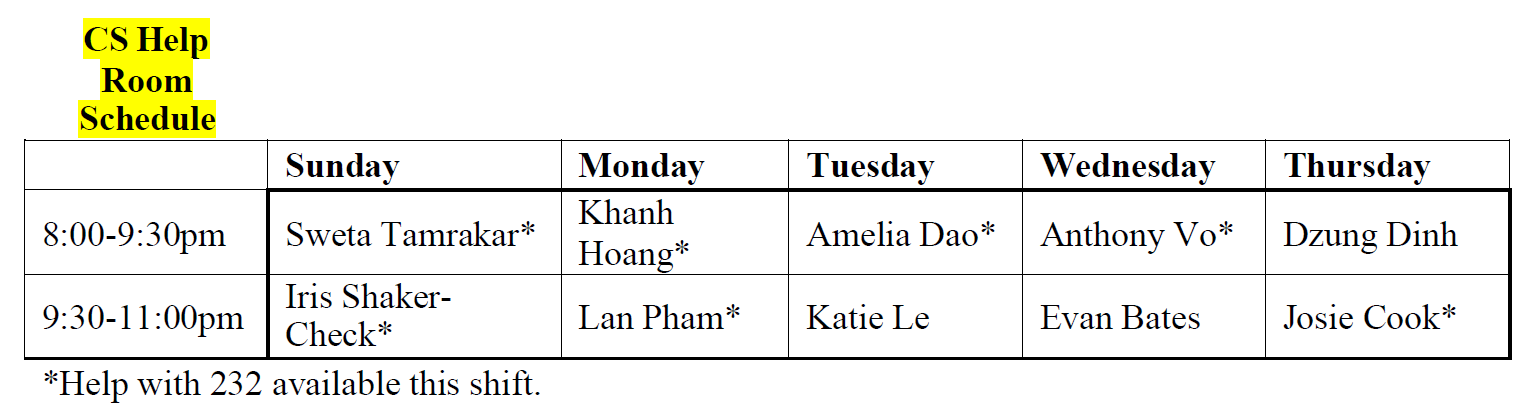 CS Help
Room
Schedule
Sunday Monday Tuesday Wednesday Thursday
8:00-9:30pm Sweta Tamrakar* Khanh Hoang* Amelia Dao* Anthony Vo* Dzung Dinh
9:30-11:00pm Iris Shaker-Check* Lan Pham* Katie Le Evan Bates Josie Cook*
*Help with 232 available this shift.